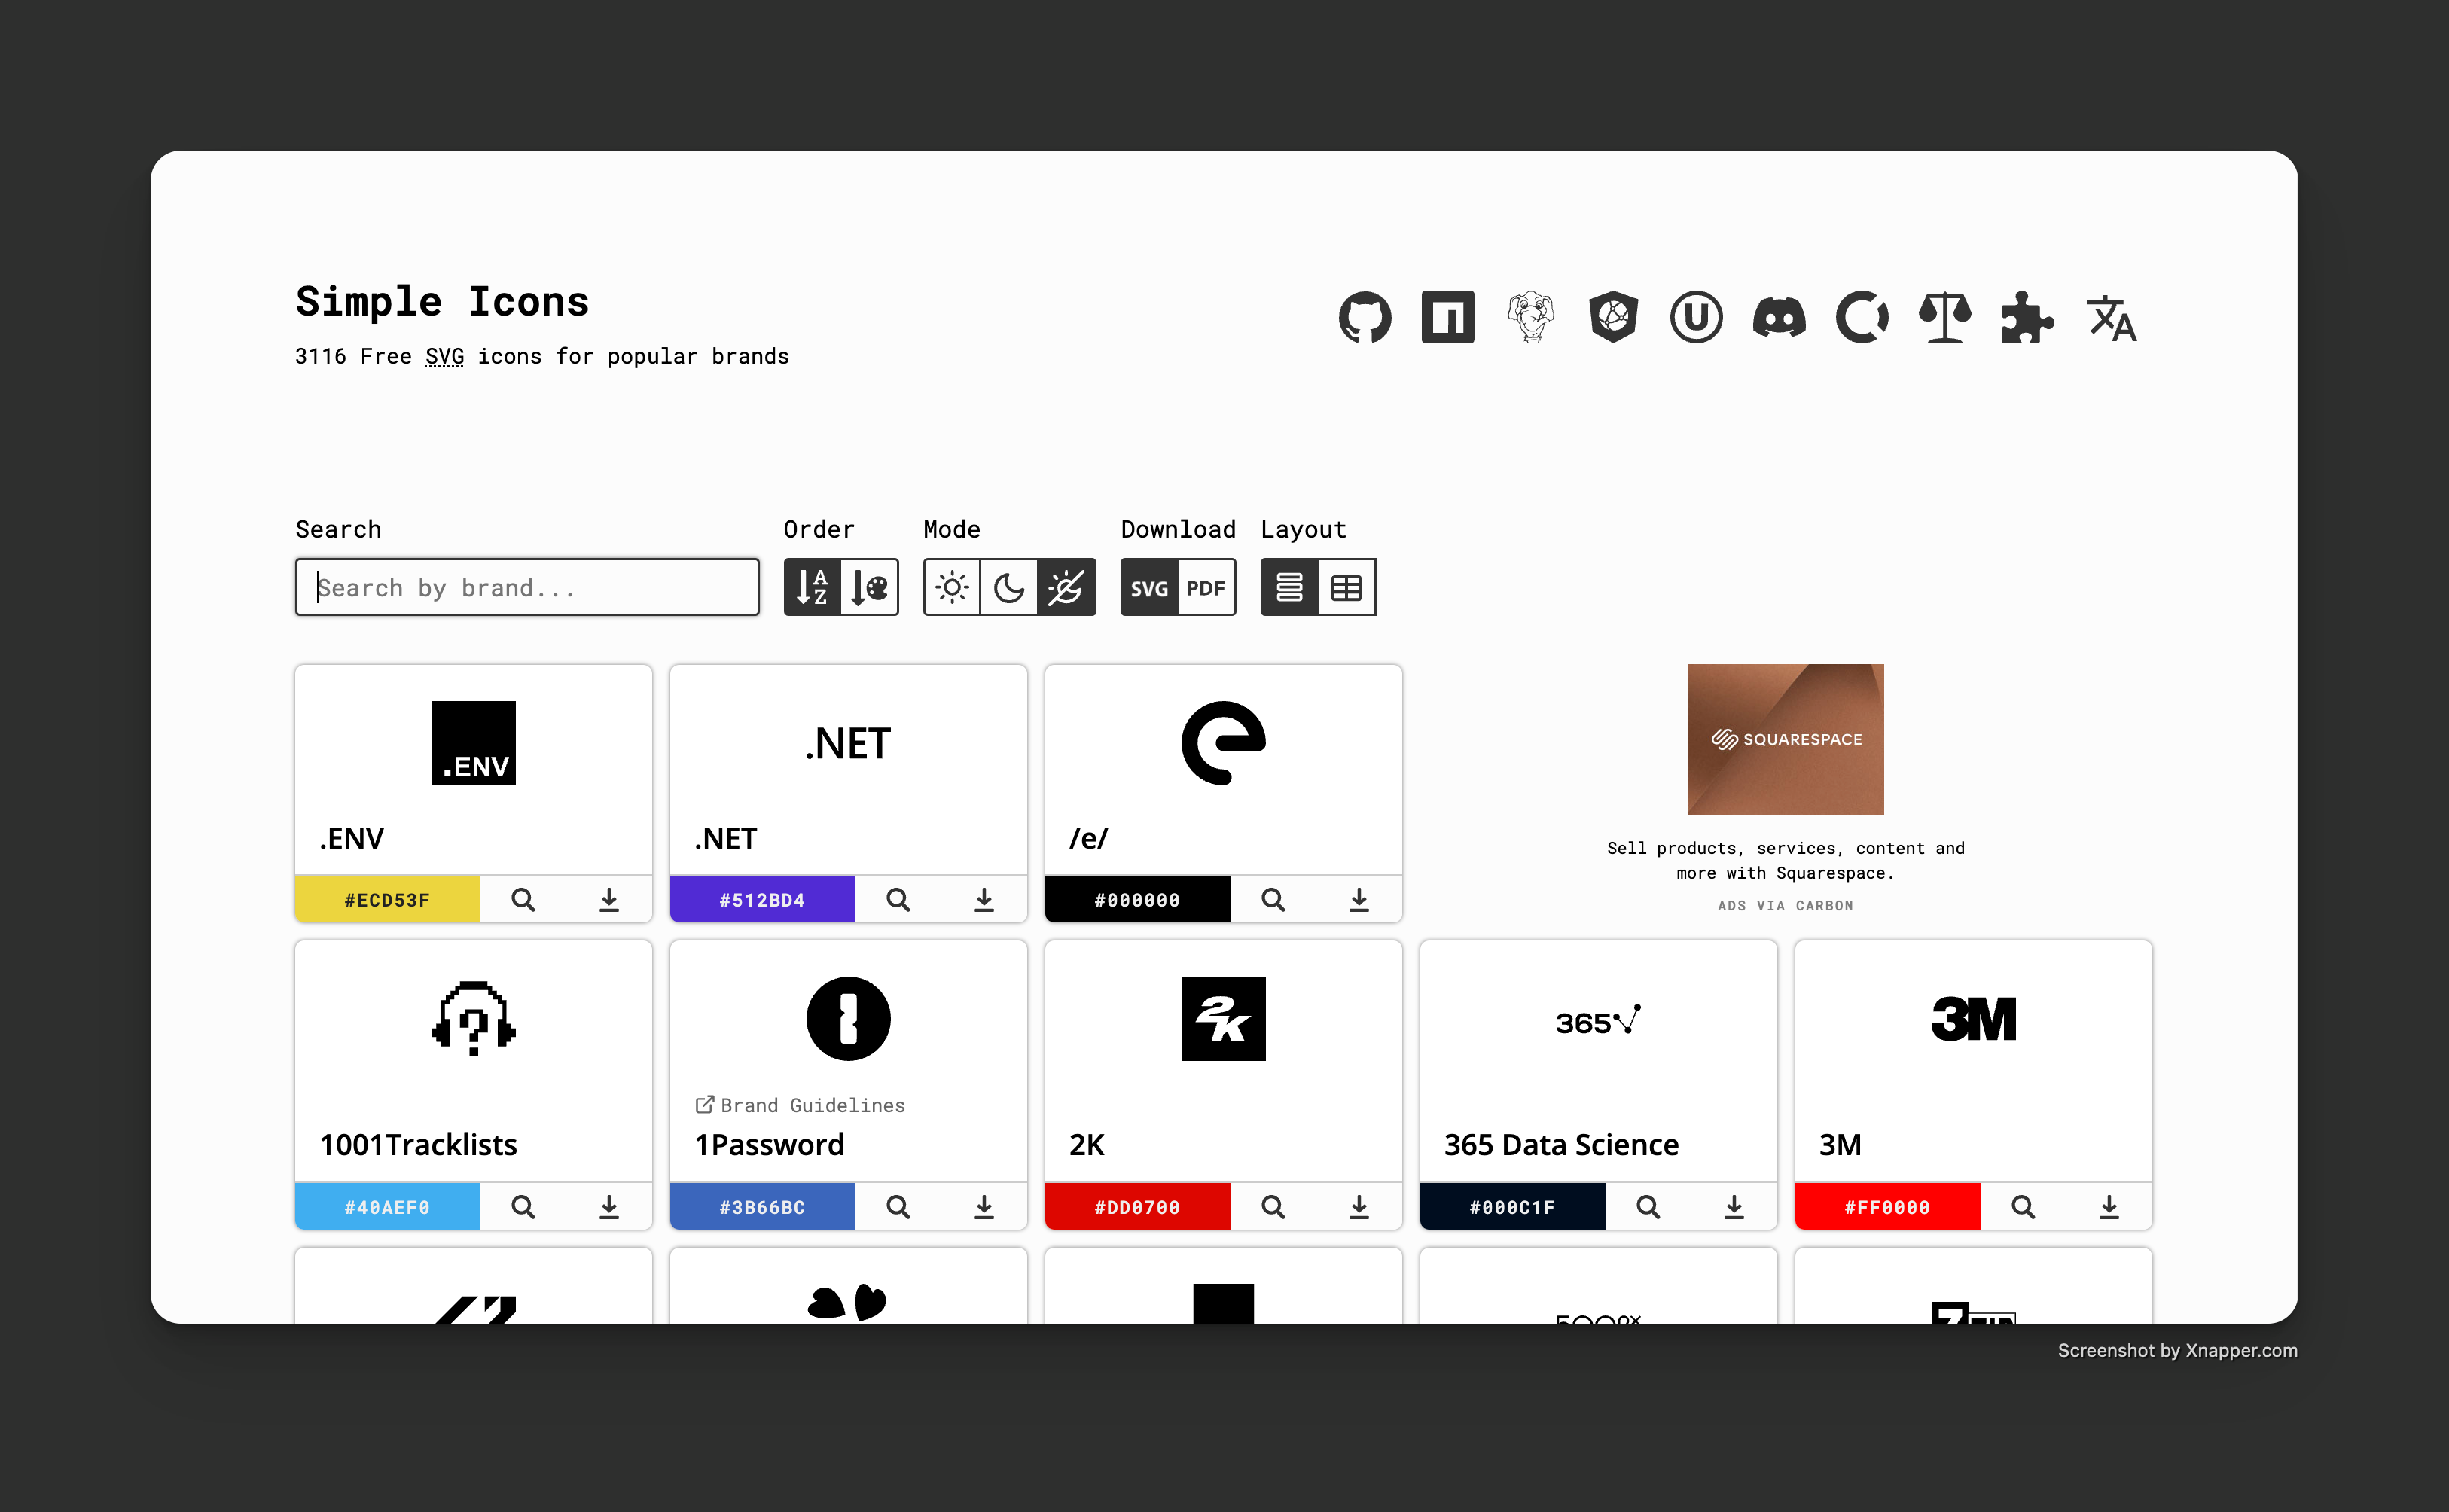 Simple Icons
3116 Free SVG icons for popular brands
Search
Order
Mode
Download
Layout
Search by brand...
A
Z
SVG
PDF
.ENV
.NET
SQUARESPACE
.ENV
.NET
/e/
Sell products, services, content and
more with Squarespace.
#ECD53F
#512BD4
#000000
ADS VIA CARBON
2K
365
3M
Brand Guidelines
1001Tracklists
1Password
2K
365 Data Science
3M
#40AEF0
#3B66BC
#DD0700
#000C1F
#FF0000
Screenshot by Xnapper.com